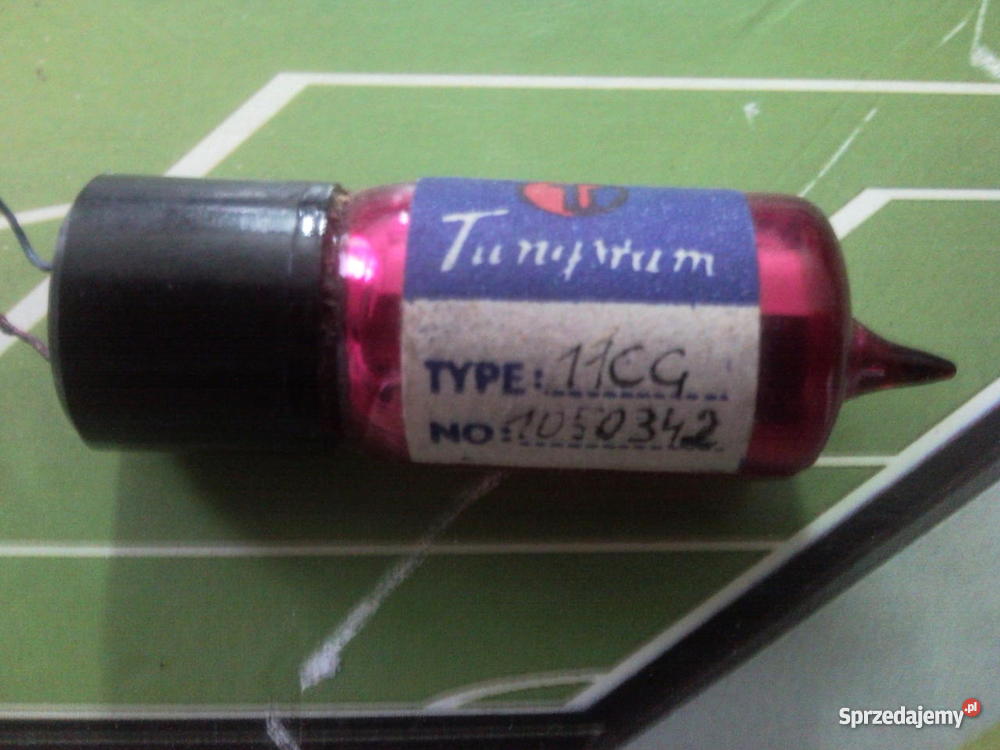 Tungsram
TYPE: 11CG
NO: 1050342
Sprzedajemy.pl